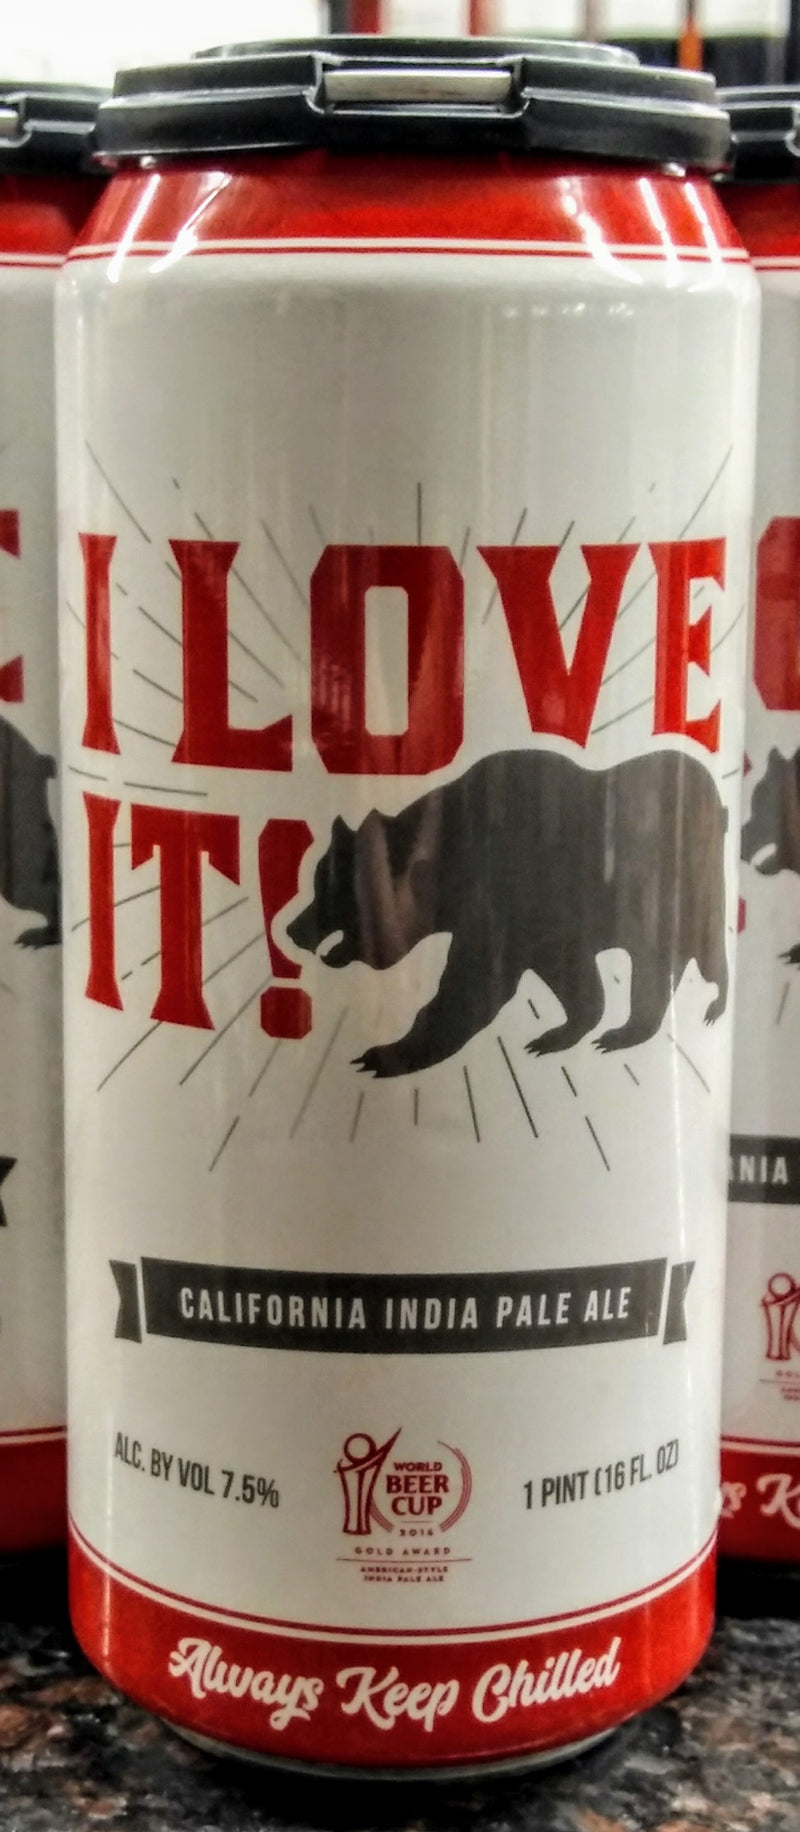 I LOVE
IT!
CALIFORNIA INDIA PALE ALE
ALC. BY VOL 7.5%
WORLD
BEER
CUP
2016
GOLD AWARD
AMERICAN-STYLE
INDIA PALE ALE
1 PINT (16 FL. OZ)
Always Keep Chilled